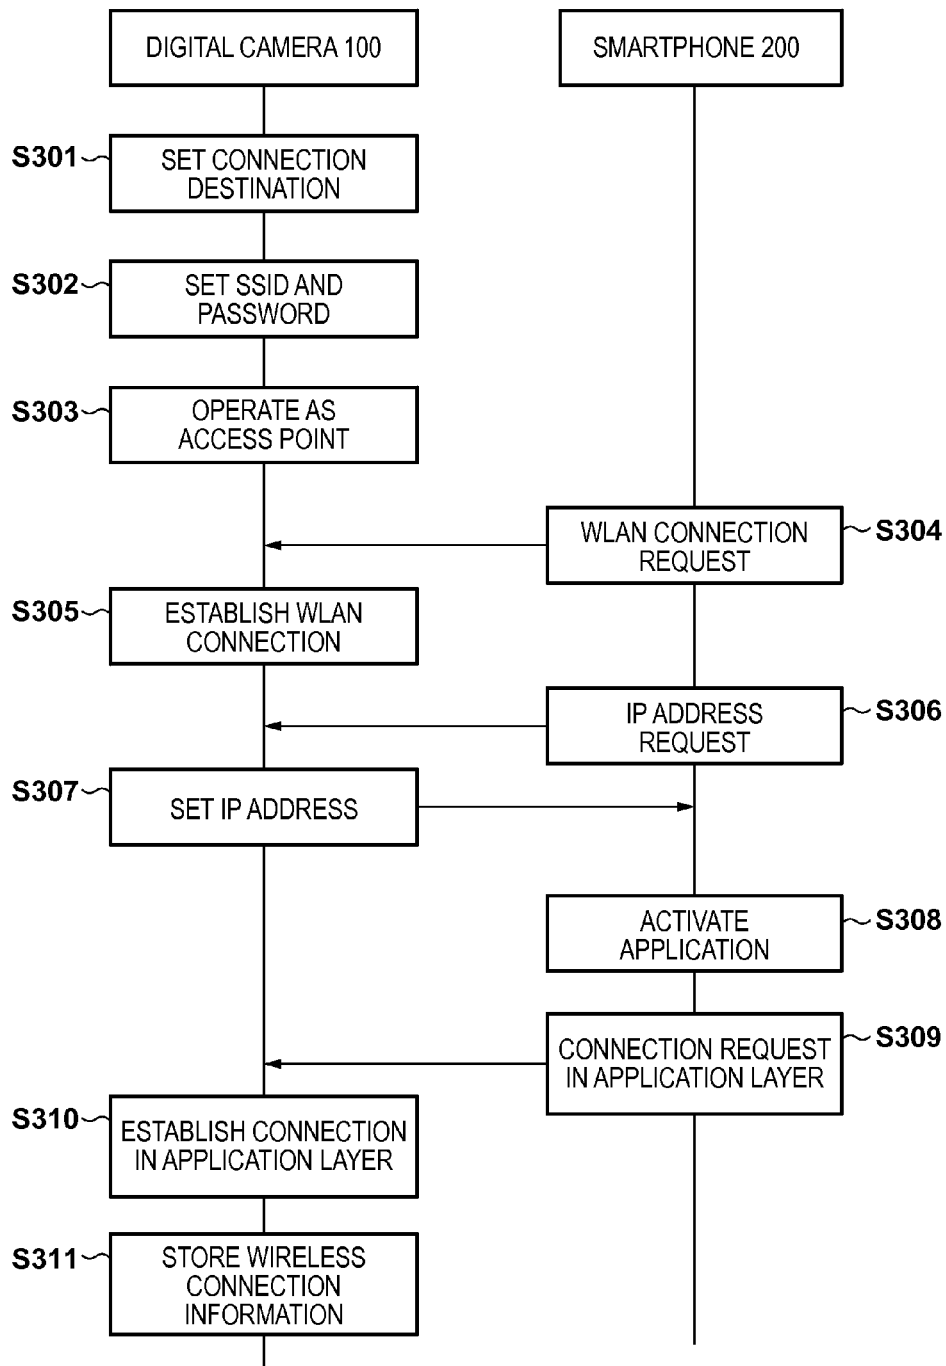 DIGITAL CAMERA 100
SMARTPHONE 200
S301
SET CONNECTION
DESTINATION
S302
SET SSID AND
PASSWORD
S303
OPERATE AS
ACCESS POINT
WLAN CONNECTION
REQUEST
S304
S305
ESTABLISH WLAN
CONNECTION
IP ADDRESS
REQUEST
S306
S307
SET IP ADDRESS
ACTIVATE
APPLICATION
S308
CONNECTION REQUEST
IN APPLICATION LAYER
S309
S310
ESTABLISH CONNECTION
IN APPLICATION LAYER
S311
STORE WIRELESS
CONNECTION
INFORMATION